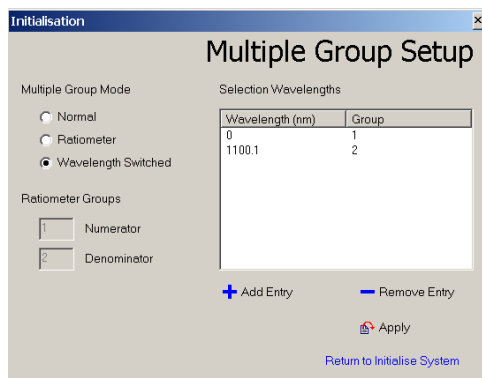 Initialisation
Multiple Group Setup
Multiple Group Mode
Normal
Ratiometer
Wavelength Switched
Ratiometer Groups
1 Numerator
2 Denominator
Selection Wavelengths
Wavelength (nm) Group
0 1
1100.1 2
Add Entry Remove Entry
Apply
Return to Initialise System